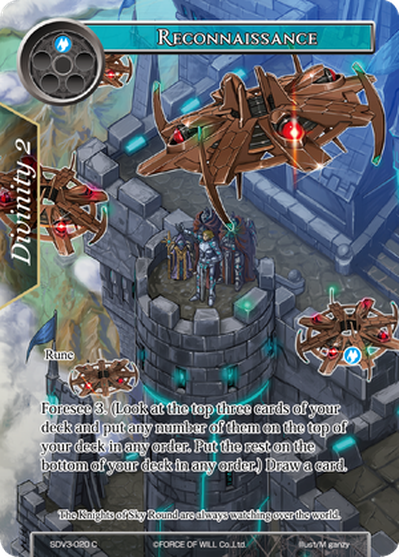 Reconnaissance
Divinity 2
Rune
Foresee 3. (Look at the top three cards of your
deck and put any number of them on the top of
your deck in any order. Put the rest on the
bottom of your deck in any order.) Draw a card.
The Knights of Sky Round are always watching over the world.
SDV3-020 C ©FORCE OF WILL Co.,Ltd. Illust/M ganzy